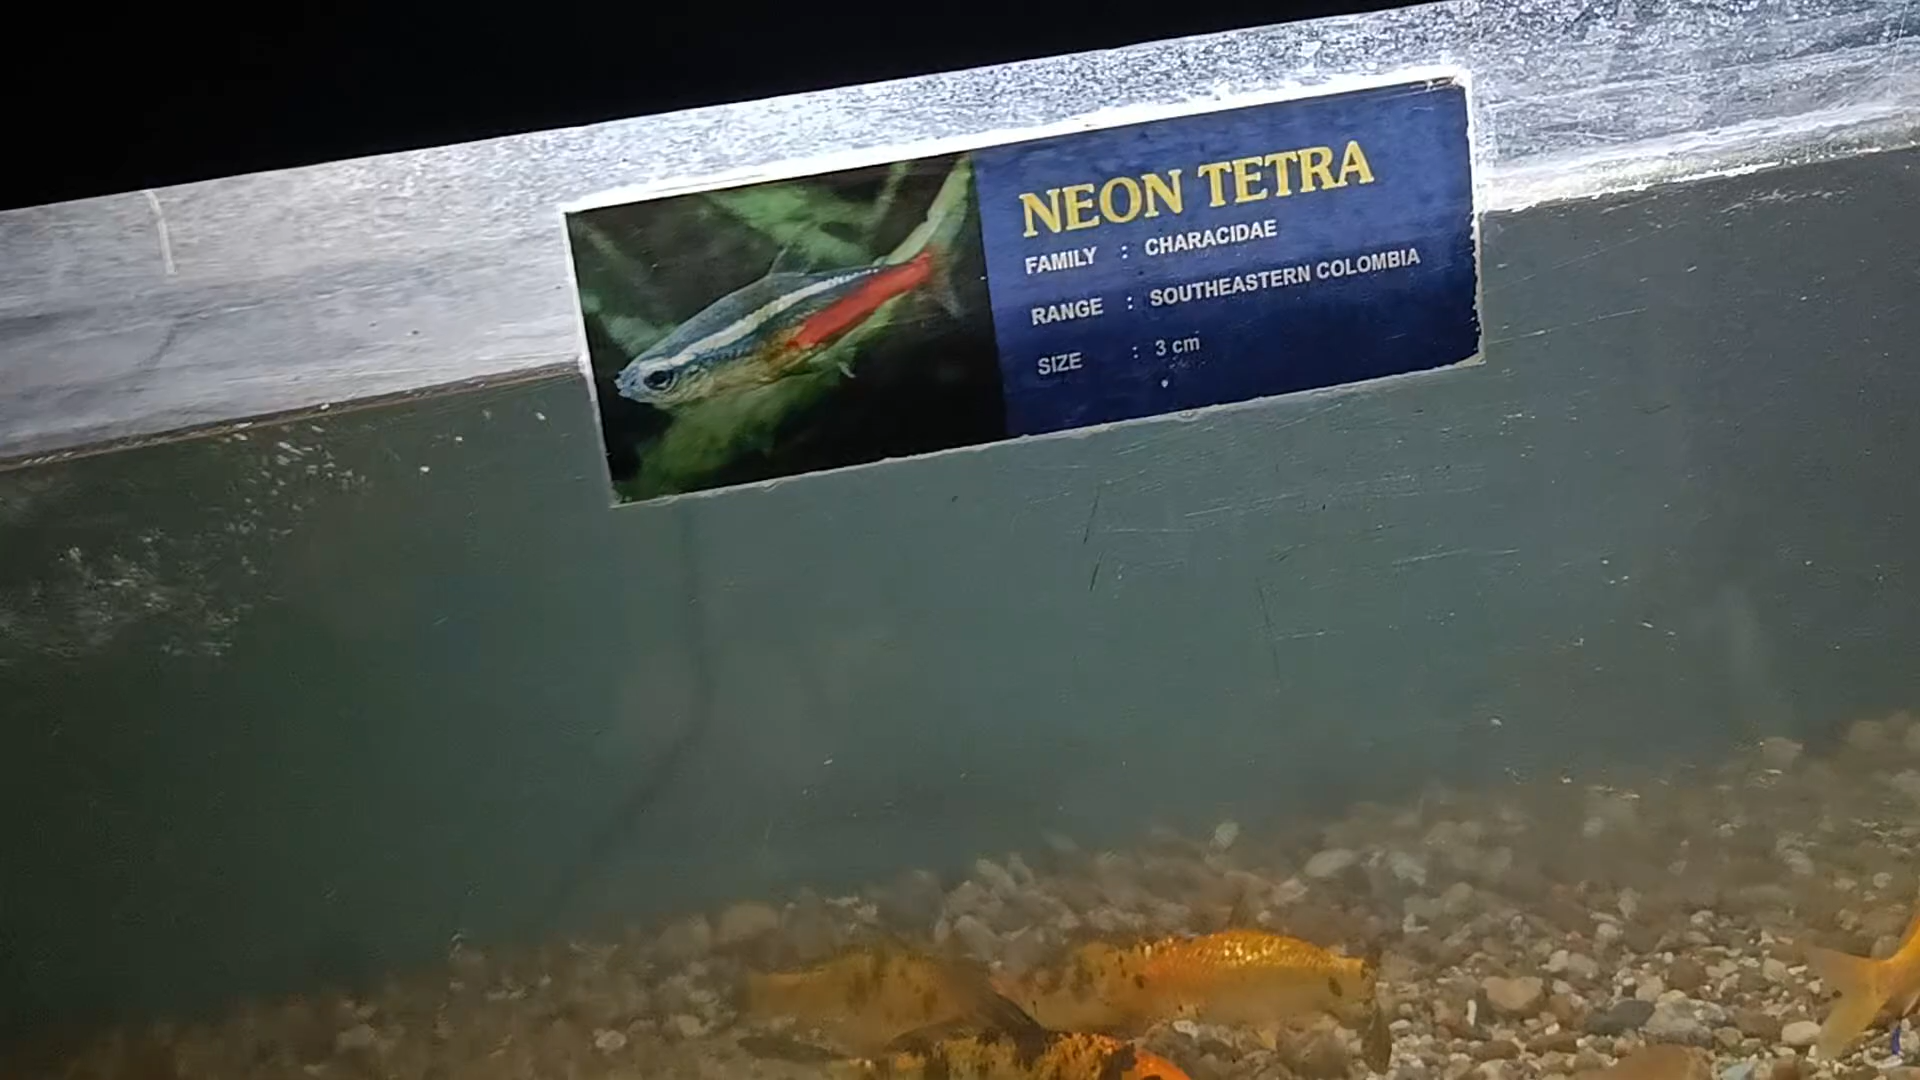 NEON TETRA
FAMILY : CHARACIDAE
RANGE : SOUTHEASTERN COLOMBIA
SIZE : 3 cm